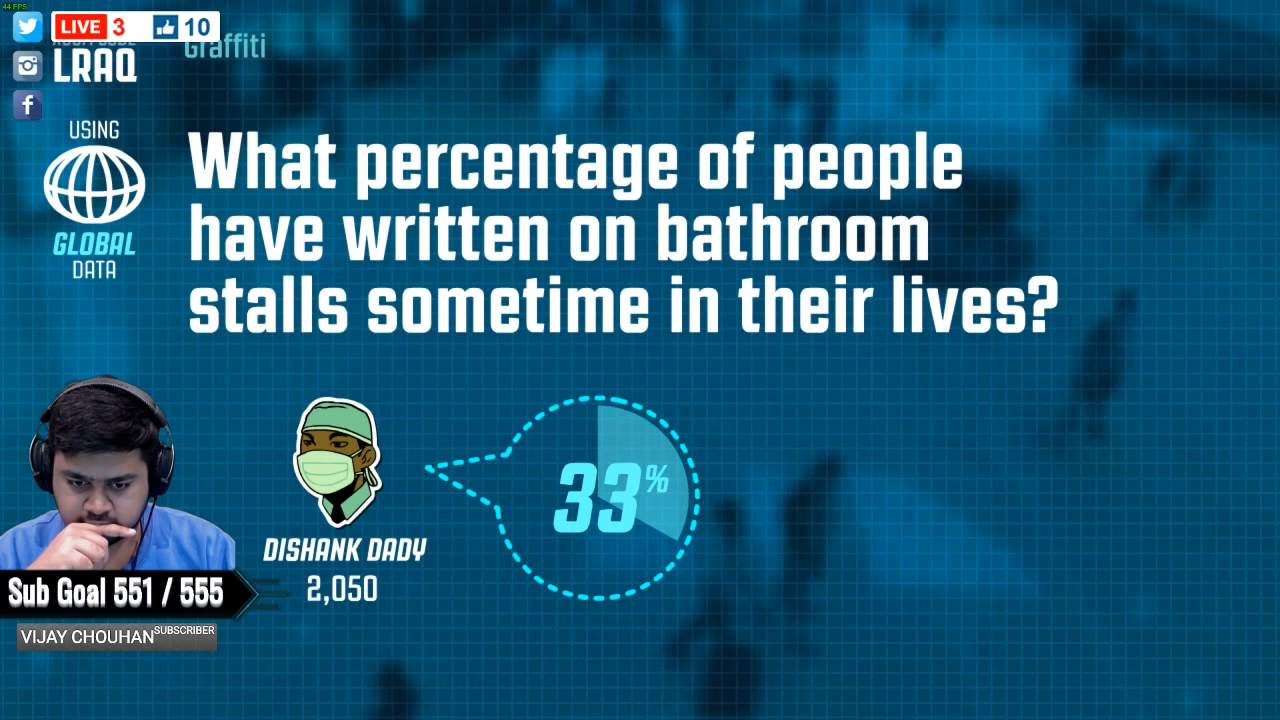 44 FPS
LIVE 3 10
Graffiti
LRAQ
USING
GLOBAL
DATA
What percentage of people
have written on bathroom
stalls sometime in their lives?
33%
DISHANK DADY
2,050
Sub Goal 551 / 555
VIJAY CHOUHAN SUBSCRIBER